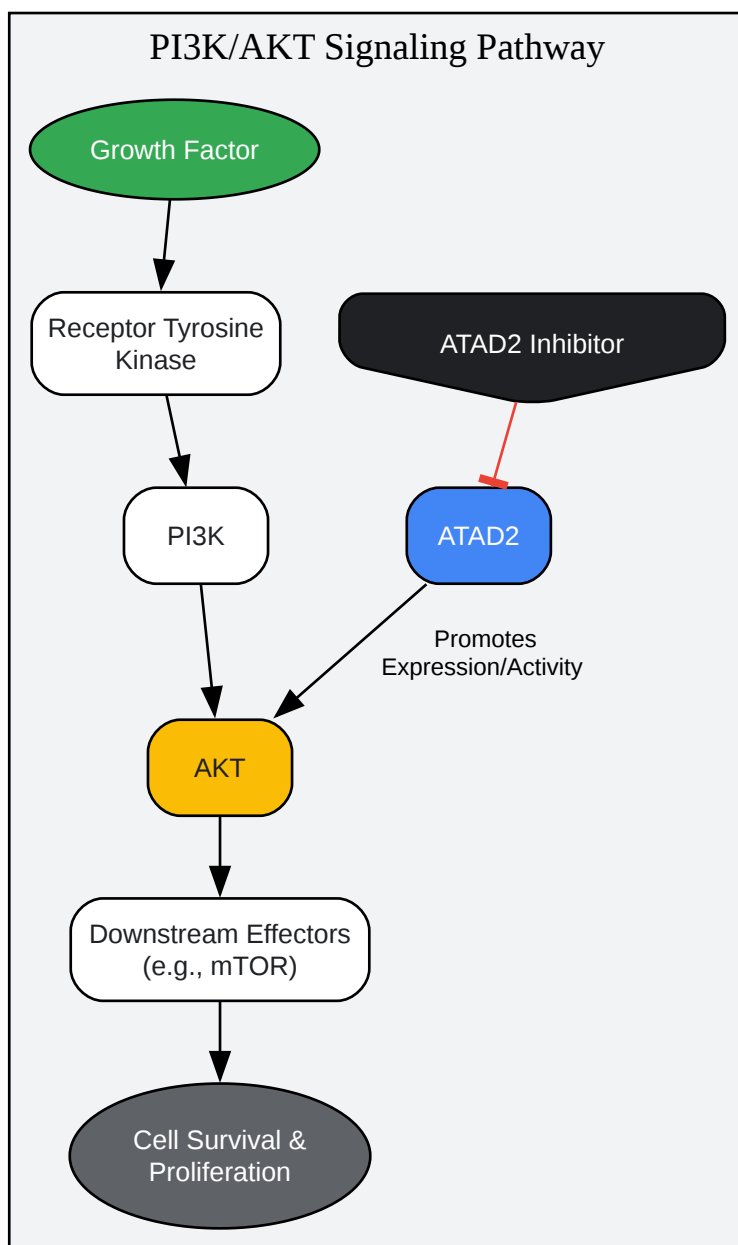 PI3K/AKT Signaling Pathway
Growth Factor
Receptor Tyrosine
Kinase
ATAD2 Inhibitor
PI3K
ATAD2
Promotes
Expression/Activity
AKT
Downstream Effectors
(e.g., mTOR)
Cell Survival &
Proliferation